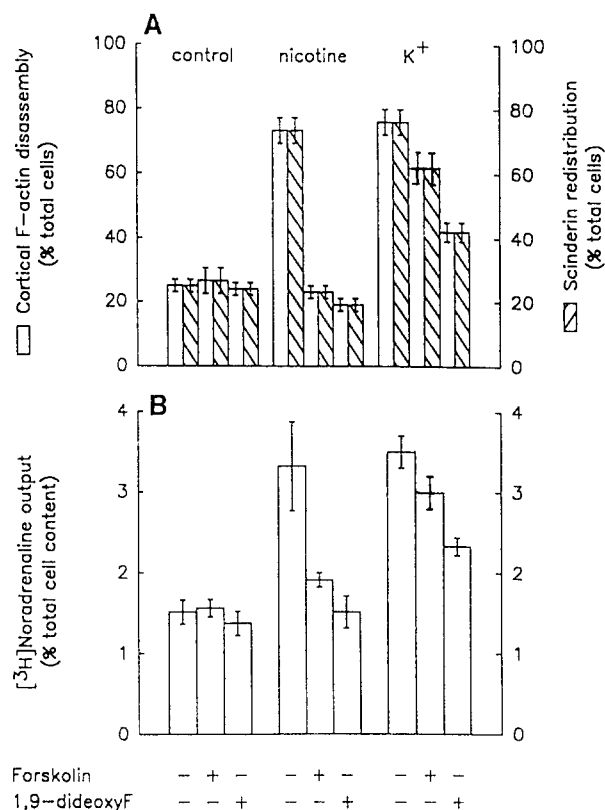 A
control nicotine K+
100
80
60
40
20
0
Cortical F-actin disassembly
(% total cells)
100
80
60
40
20
0
Scinderin redistribution
(% total cells)
B
4
3
2
1
0
[3H]Noradrenaline output
(% total cell content)
4
3
2
1
0
Forskolin − + − − + − − + −
1,9−dideoxyF − − + − − + − − +